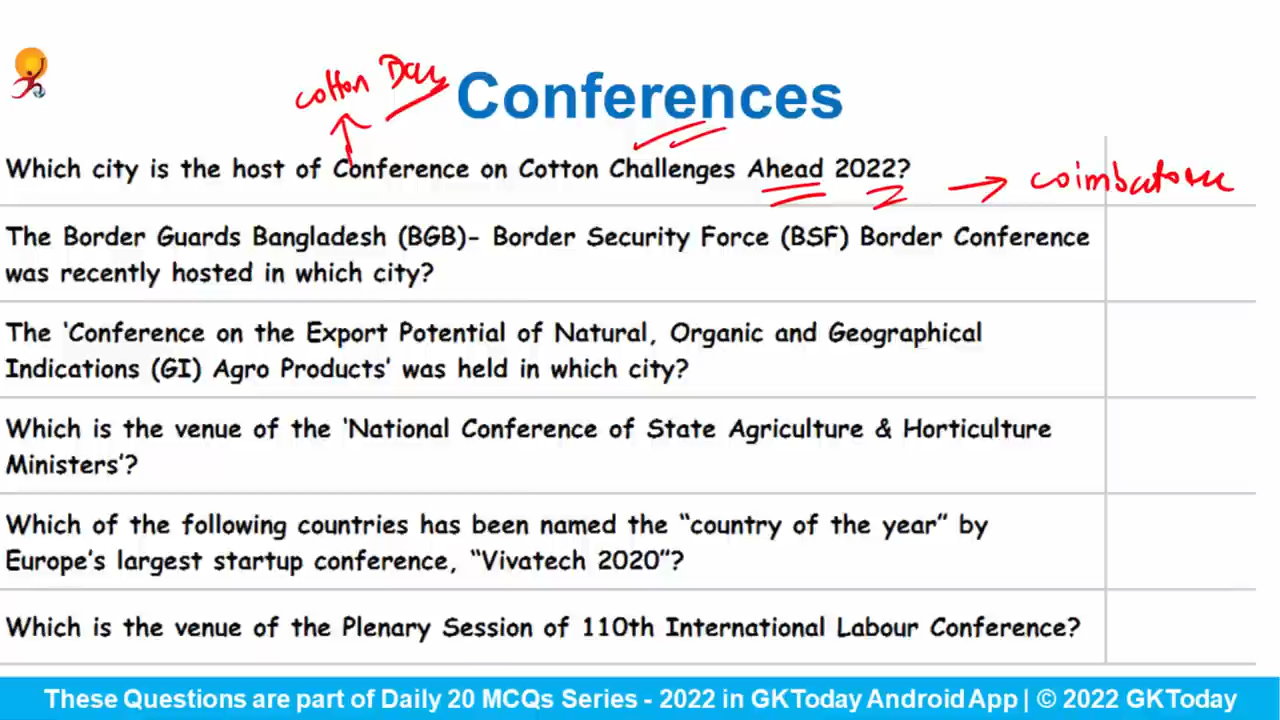 cotton Day
Conferences
Which city is the host of Conference on Cotton Challenges Ahead 2022?
coimbatore
The Border Guards Bangladesh (BGB)- Border Security Force (BSF) Border Conference
was recently hosted in which city?
The ‘Conference on the Export Potential of Natural, Organic and Geographical
Indications (GI) Agro Products’ was held in which city?
Which is the venue of the ‘National Conference of State Agriculture & Horticulture
Ministers’?
Which of the following countries has been named the “country of the year” by
Europe’s largest startup conference, “Vivatech 2020”?
Which is the venue of the Plenary Session of 110th International Labour Conference?
These Questions are part of Daily 20 MCQs Series - 2022 in GKToday Android App | © 2022 GKToday